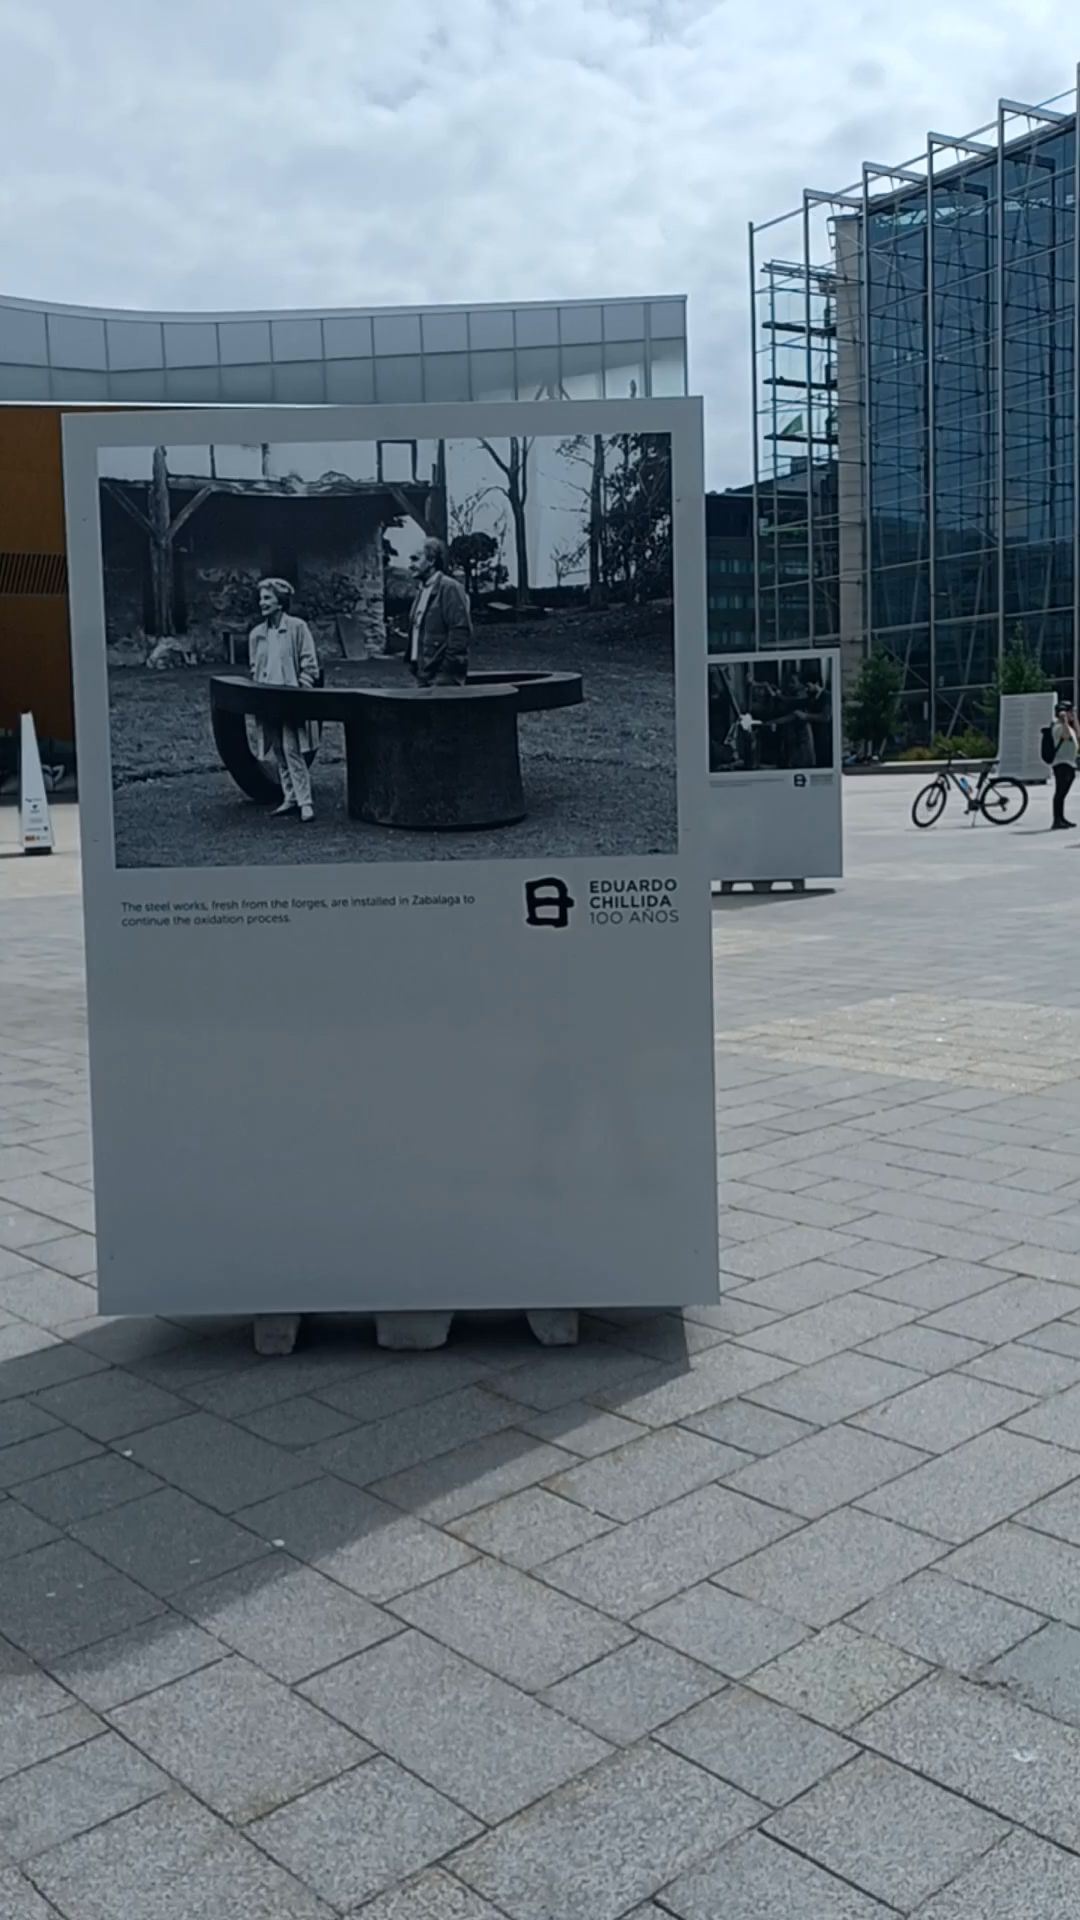 The steel works, fresh from the forges, are installed in Zabalaga to
continue the oxidation process.
EDUARDO
CHILLIDA
100 AÑOS